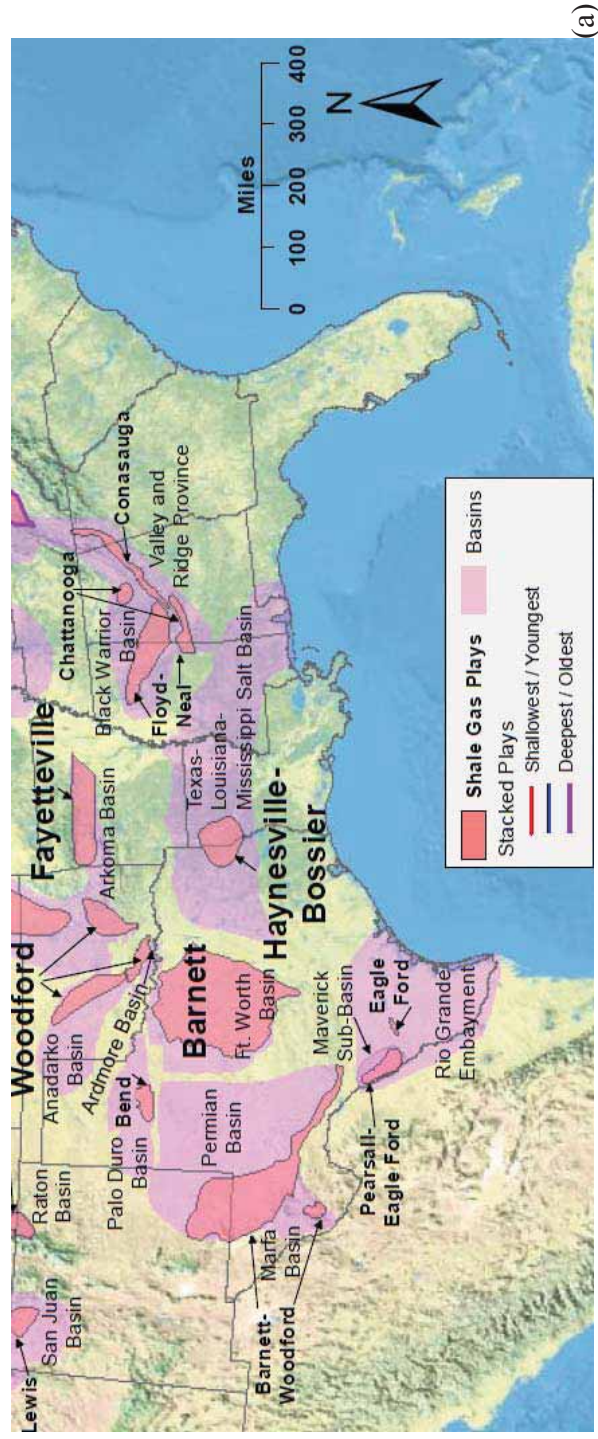 Lewis
San Juan
Basin
Raton
Basin
Woodford
Anadarko
Basin
Ardmore Basin
Palo Duro
Basin
Bend
Fayetteville
Arkoma Basin
Chattanooga
Black Warrior
Basin
Conasauga
Floyd-
Neal
Valley and
Ridge Province
Permian
Basin
Barnett
Ft. Worth
Basin
Texas-
Louisiana-
Mississippi Salt Basin
Haynesville-
Bossier
Marfa
Basin
Barnett-
Woodford
Maverick
Sub-Basin
Pearsall-
Eagle Ford
Eagle
Ford
Rio Grande
Embayment
Shale Gas Plays
Basins
Stacked Plays
Shallowest / Youngest
Deepest / Oldest
Miles
0 100 200 300 400
N
(a)